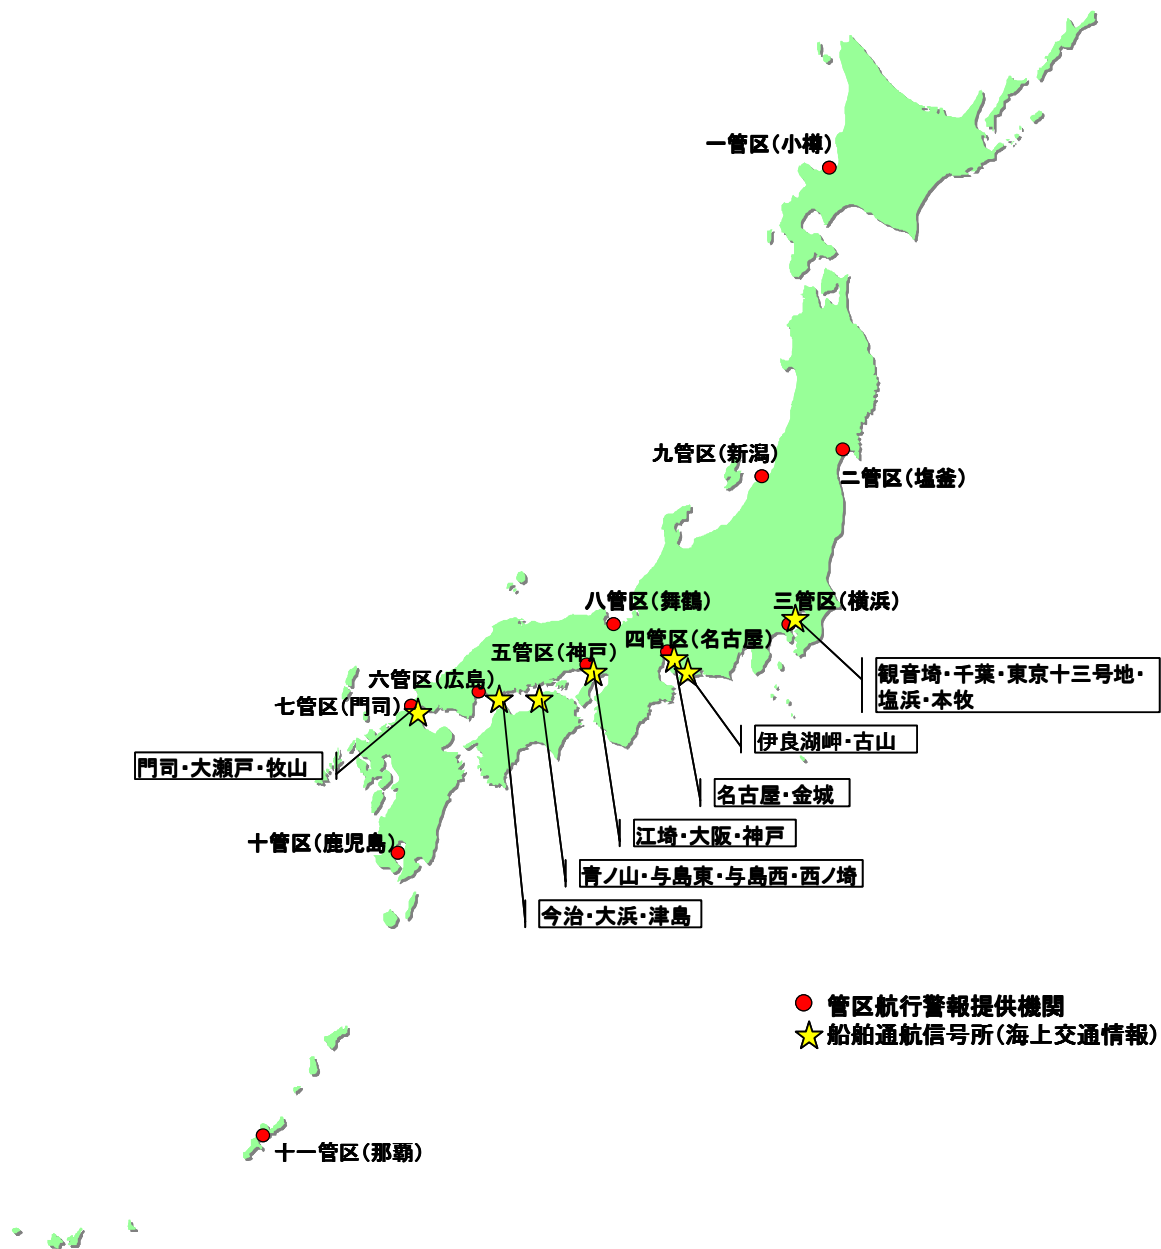 一管区（小樽）
九管区（新潟）
二管区（塩釜）
八管区（舞鶴）
三管区（横浜）
四管区（名古屋）
五管区（神戸）
六管区（広島）
七管区（門司）
観音埼・千葉・東京十三号地・
塩浜・本牧
伊良湖岬・古山
門司・大瀬戸・牧山
名古屋・金城
江埼・大阪・神戸
十管区（鹿児島）
青ノ山・与島東・与島西・西ノ埼
今治・大浜・津島
管区航行警報提供機関
船舶通航信号所（海上交通情報）
十一管区（那覇）